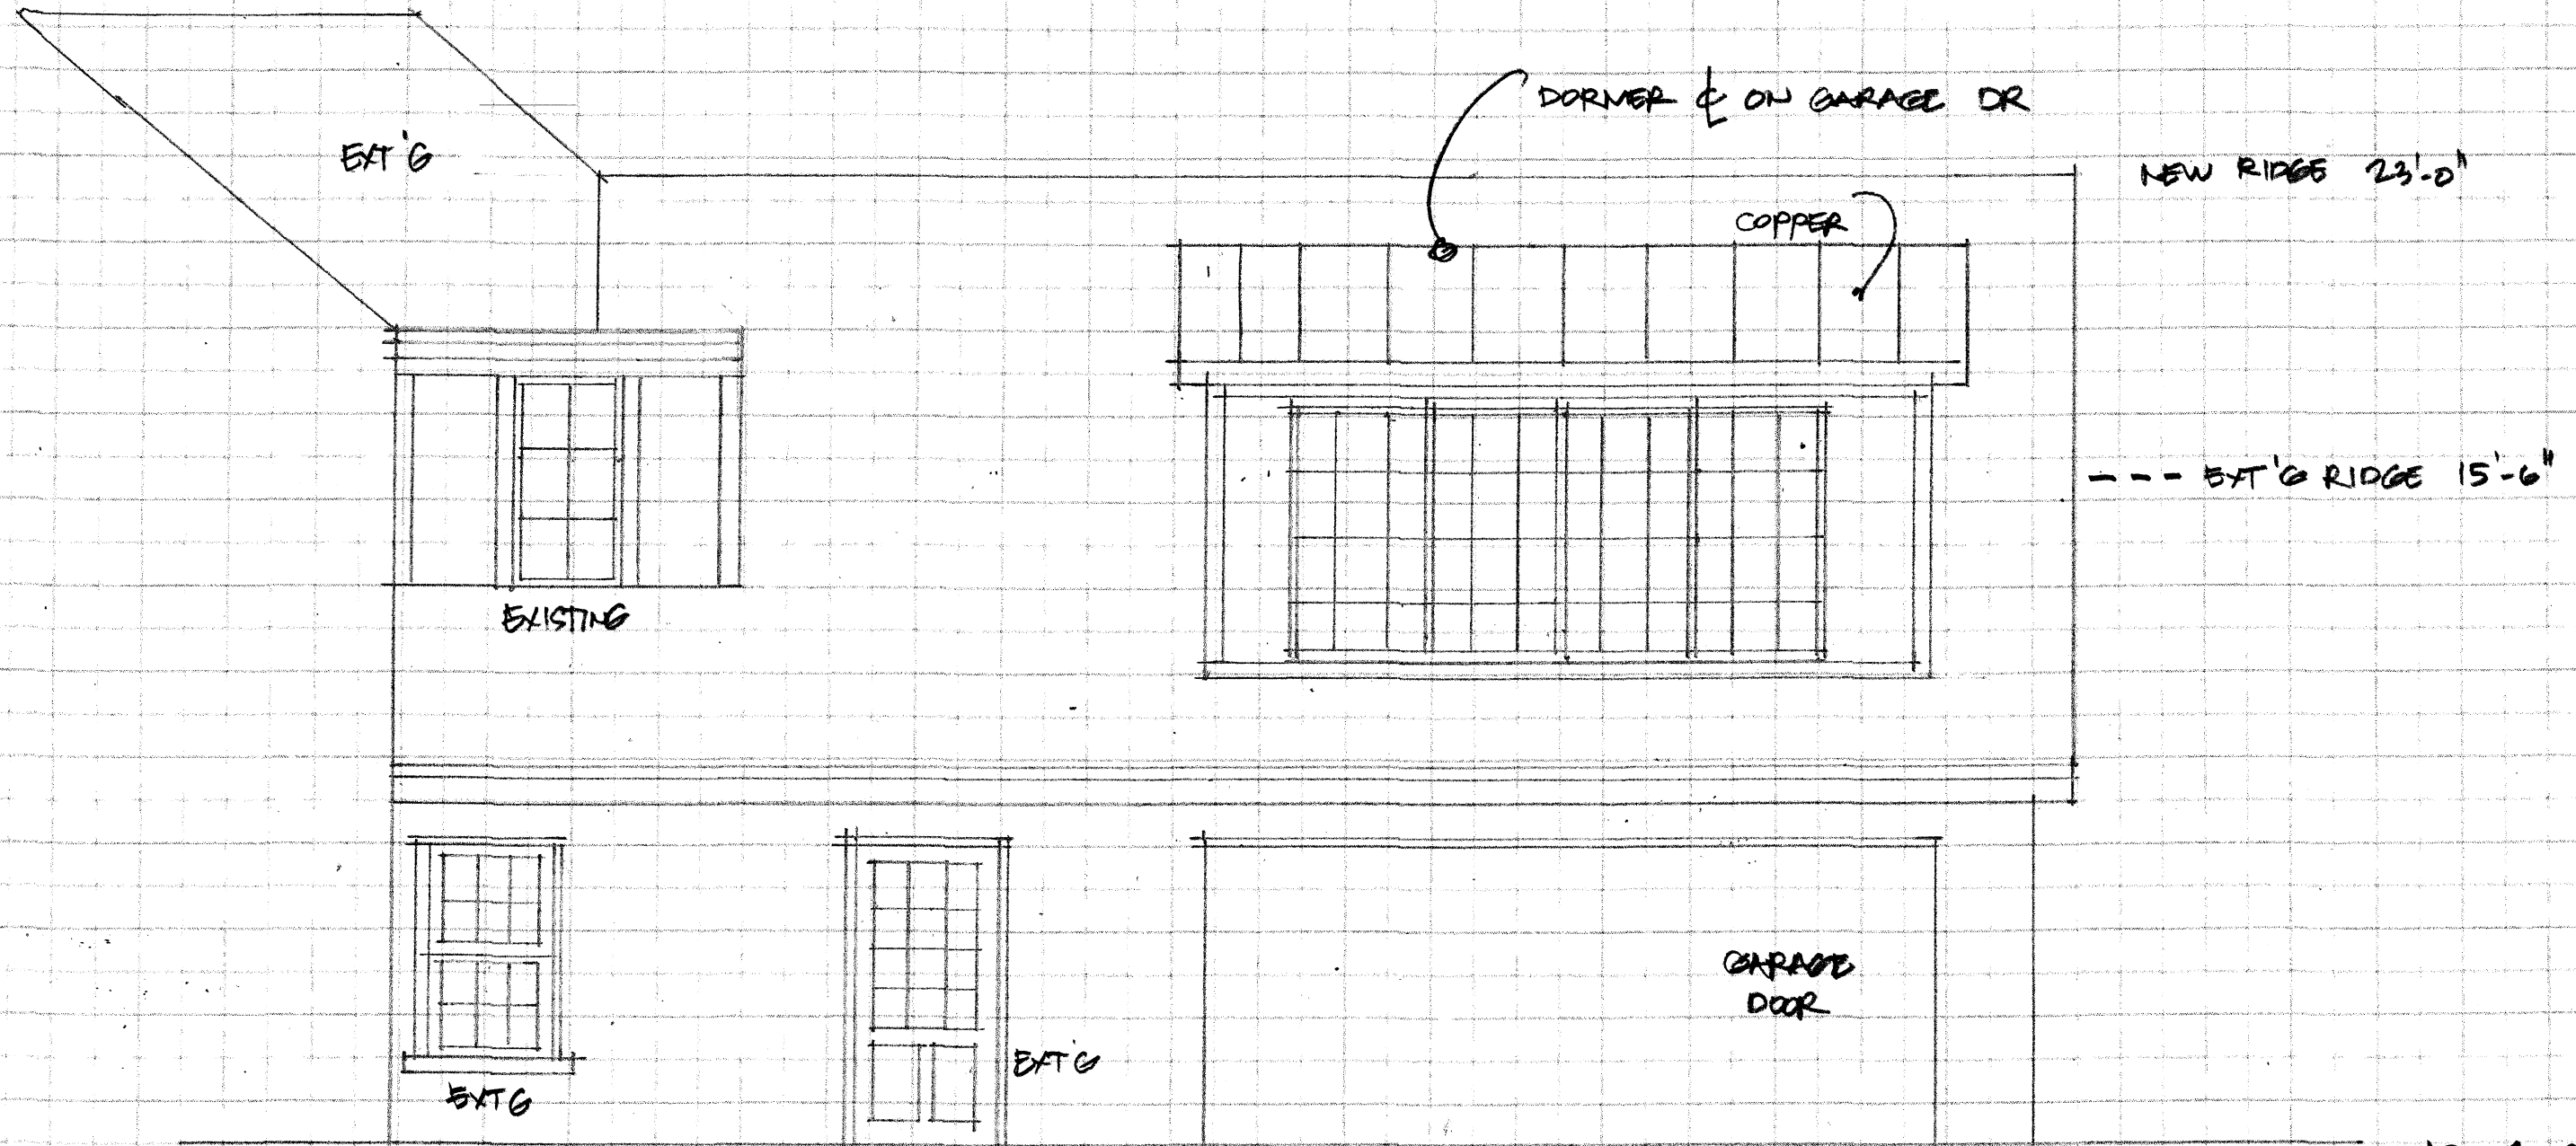 DORMER ℄ ON GARAGE DR
EXT'G
NEW RIDGE 23'-0"
COPPER
--- EXT'G RIDGE 15'-6"
EXISTING
GARAGE
DOOR
EXT'G
EXTG